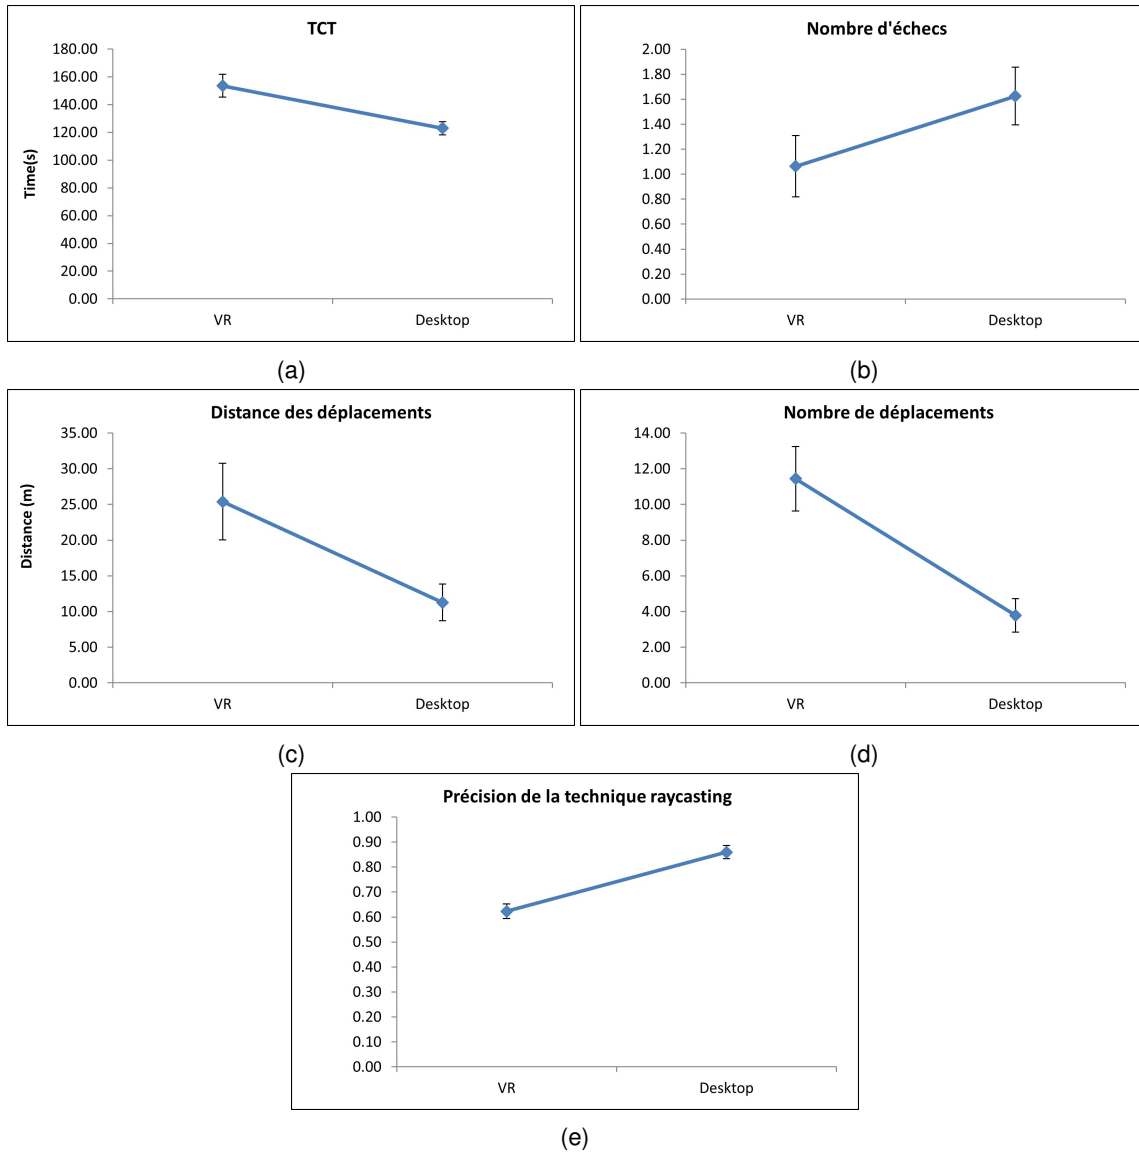 TCT
180.00
160.00
140.00
120.00
100.00
80.00
60.00
40.00
20.00
0.00
Time(s)
VR Desktop
(a)
Nombre d'échecs
2.00
1.80
1.60
1.40
1.20
1.00
0.80
0.60
0.40
0.20
0.00
VR Desktop
(b)
Distance des déplacements
35.00
30.00
25.00
20.00
15.00
10.00
5.00
0.00
Distance (m)
VR Desktop
(c)
Nombre de déplacements
14.00
12.00
10.00
8.00
6.00
4.00
2.00
0.00
VR Desktop
(d)
Précision de la technique raycasting
1.00
0.90
0.80
0.70
0.60
0.50
0.40
0.30
0.20
0.10
0.00
VR Desktop
(e)